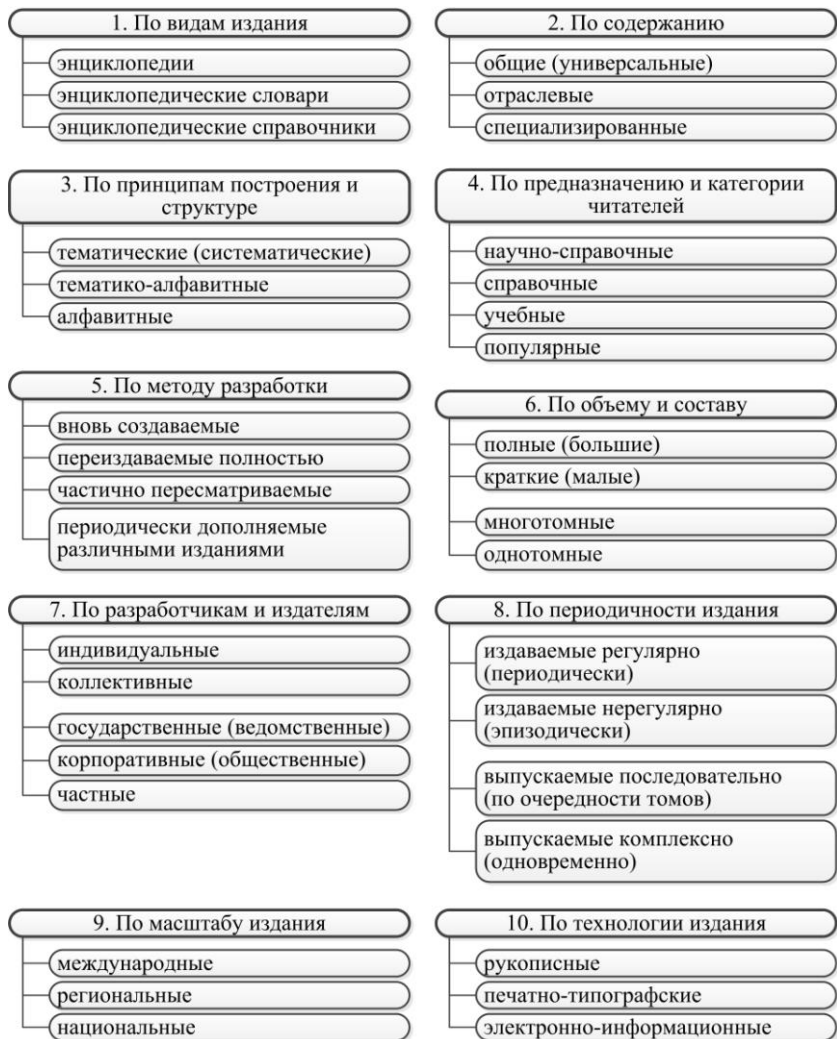 1. По видам издания
энциклопедии
энциклопедические словари
энциклопедические справочники
2. По содержанию
общие (универсальные)
отраслевые
специализированные
3. По принципам построения и
структуре
тематические (систематические)
тематико-алфавитные
алфавитные
4. По предназначению и категории
читателей
научно-справочные
справочные
учебные
популярные
5. По методу разработки
вновь создаваемые
переиздаваемые полностью
частично пересматриваемые
периодически дополняемые
различными изданиями
6. По объему и составу
полные (большие)
краткие (малые)
многотомные
однотомные
7. По разработчикам и издателям
индивидуальные
коллективные
государственные (ведомственные)
корпоративные (общественные)
частные
8. По периодичности издания
издаваемые регулярно
(периодически)
издаваемые нерегулярно
(эпизодически)
выпускаемые последовательно
(по очередности томов)
выпускаемые комплексно
(одновременно)
9. По масштабу издания
международные
региональные
национальные
10. По технологии издания
рукописные
печатно-типографские
электронно-информационные